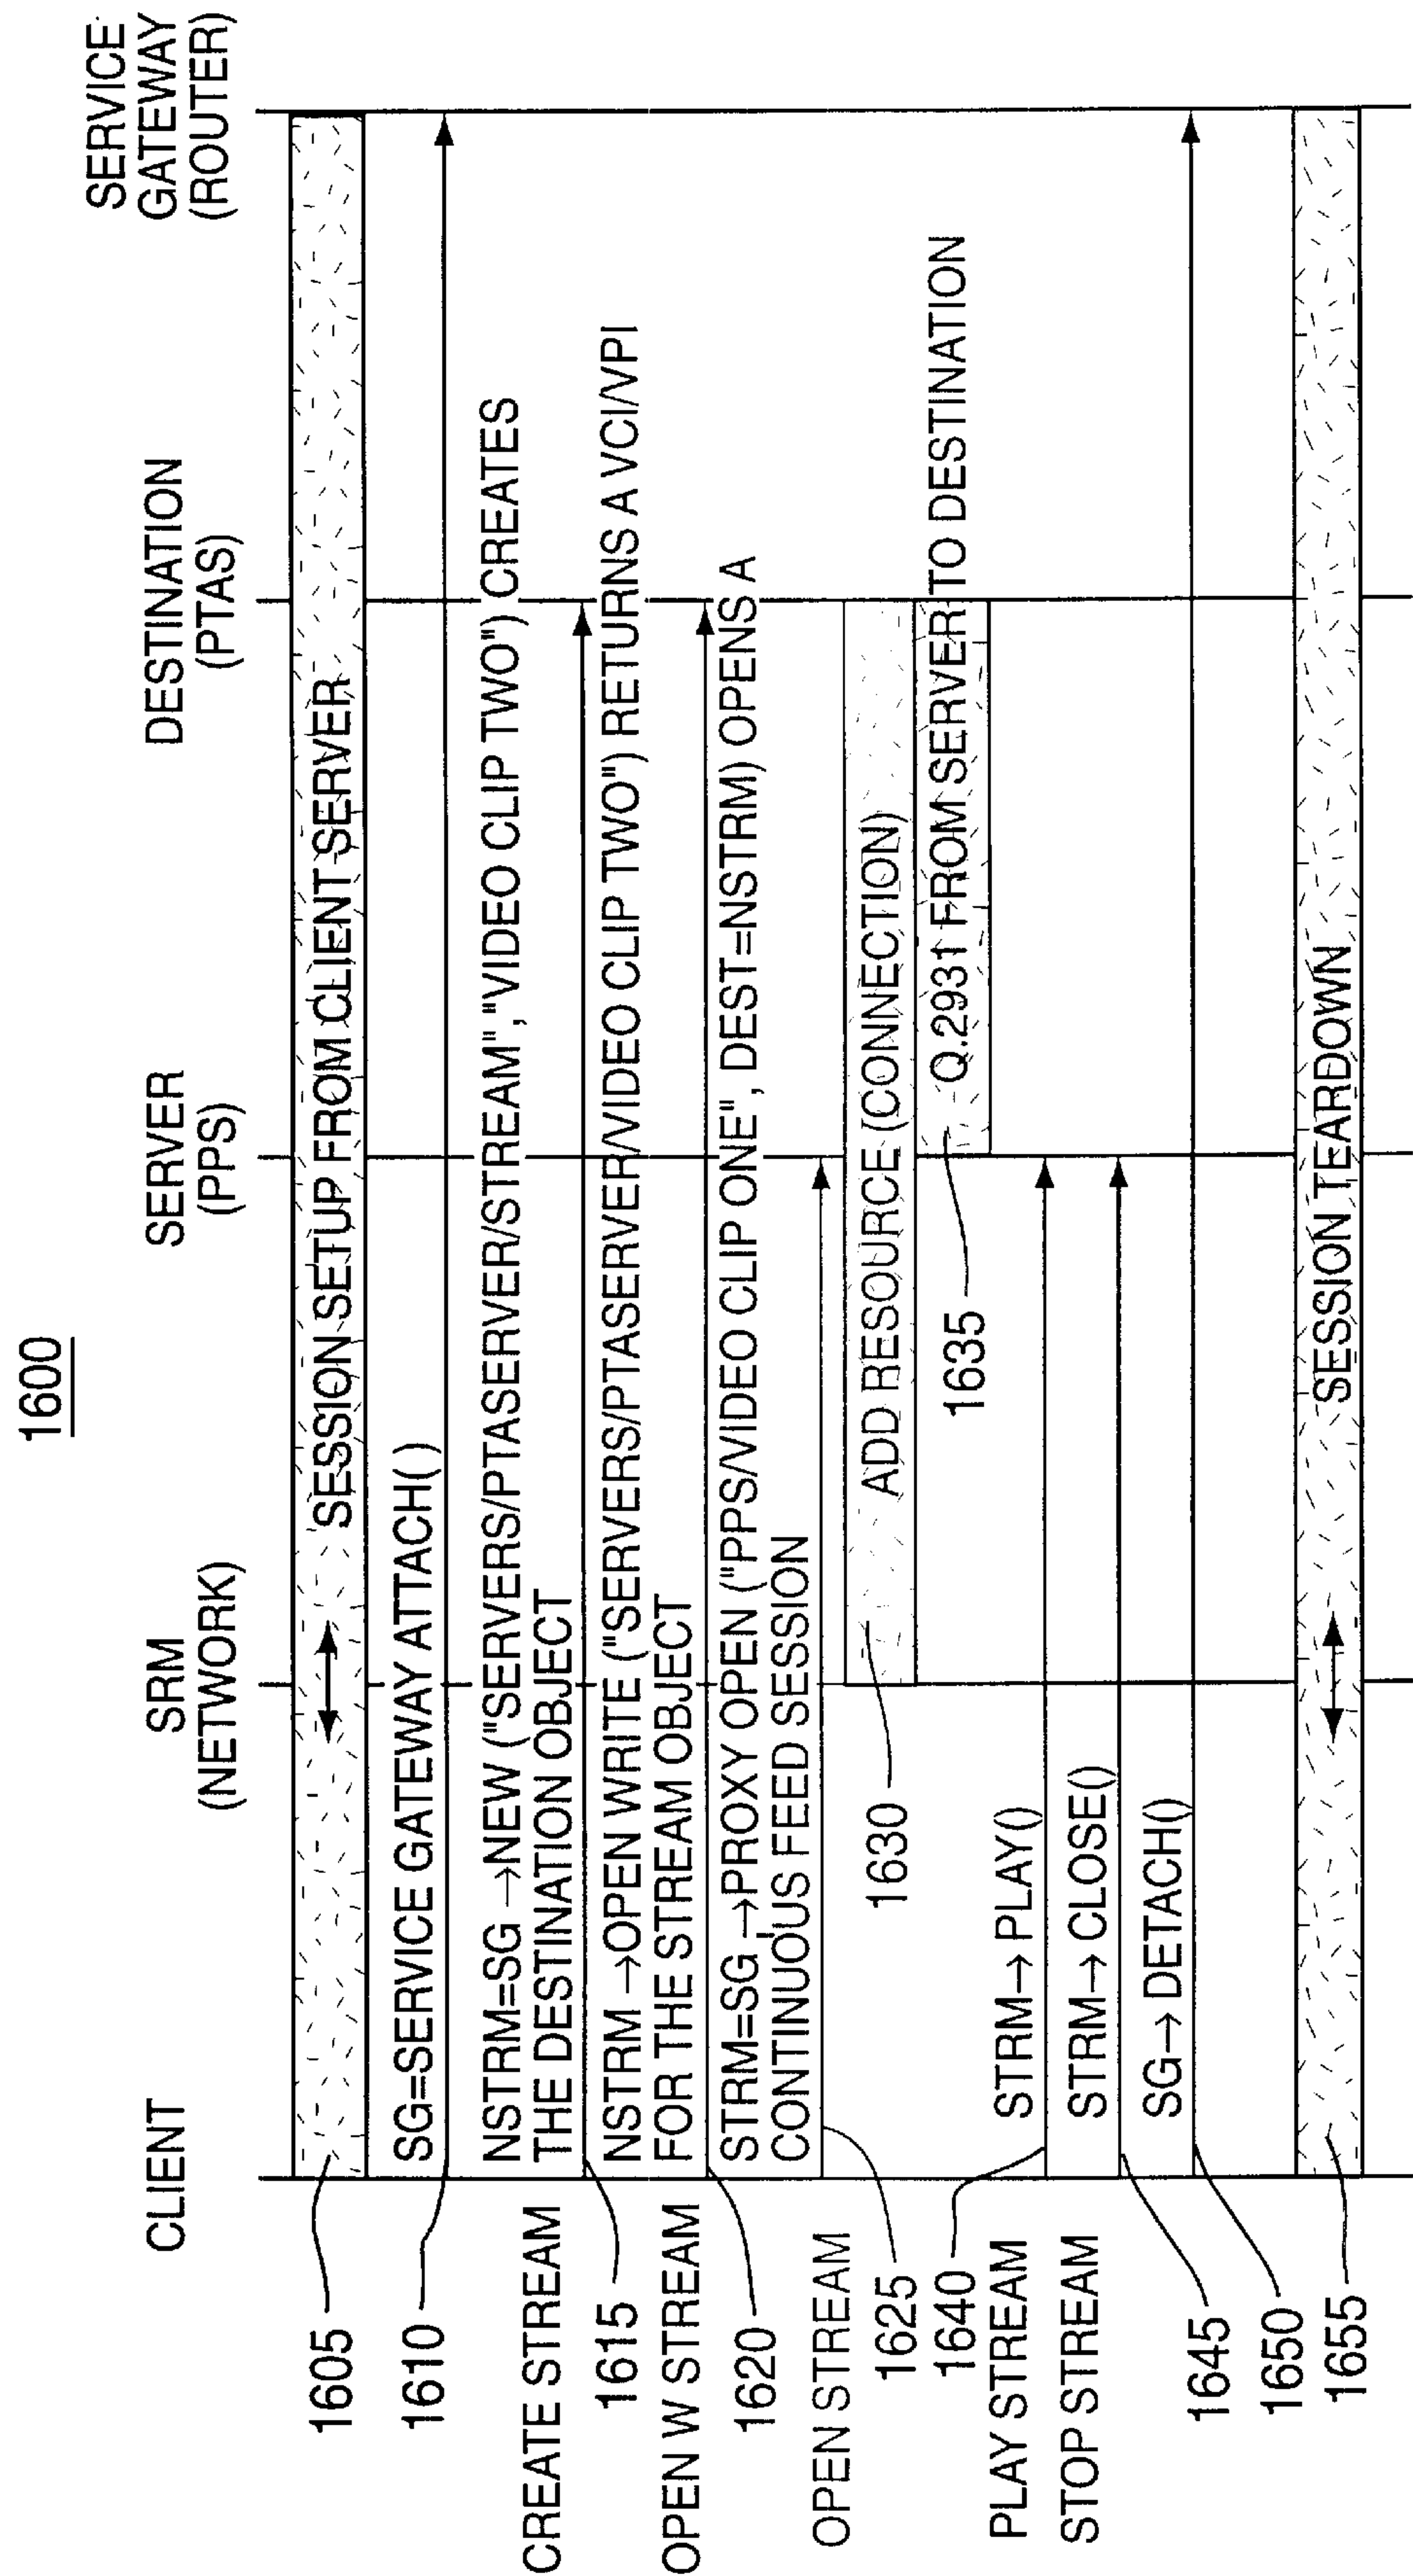 1600
CLIENT
SRM
(NETWORK)
SERVER
(PPS)
DESTINATION
(PTAS)
SERVICE
GATEWAY
(ROUTER)
1605
SESSION SETUP FROM CLIENT SERVER
1610
SG=SERVICE GATEWAY ATTACH( )
CREATE STREAM
NSTRM=SG →NEW ("SERVERS/PTASERVER/STREAM","VIDEO CLIP TWO") CREATES
THE DESTINATION OBJECT
1615
OPEN W STREAM
NSTRM →OPEN WRITE ("SERVERS/PTASERVER/VIDEO CLIP TWO") RETURNS A VCI/VPI
FOR THE STREAM OBJECT
1620
STRM=SG →PROXY OPEN ("PPS/VIDEO CLIP ONE", DEST=NSTRM) OPENS A
CONTINUOUS FEED SESSION
OPEN STREAM
1625
1630
ADD RESOURCE (CONNECTION)
Q.2931 FROM SERVER TO DESTINATION
1635
1640
PLAY STREAM
STRM→ PLAY()
STOP STREAM
STRM→ CLOSE()
1645
SG→ DETACH()
1650
1655
SESSION TEARDOWN